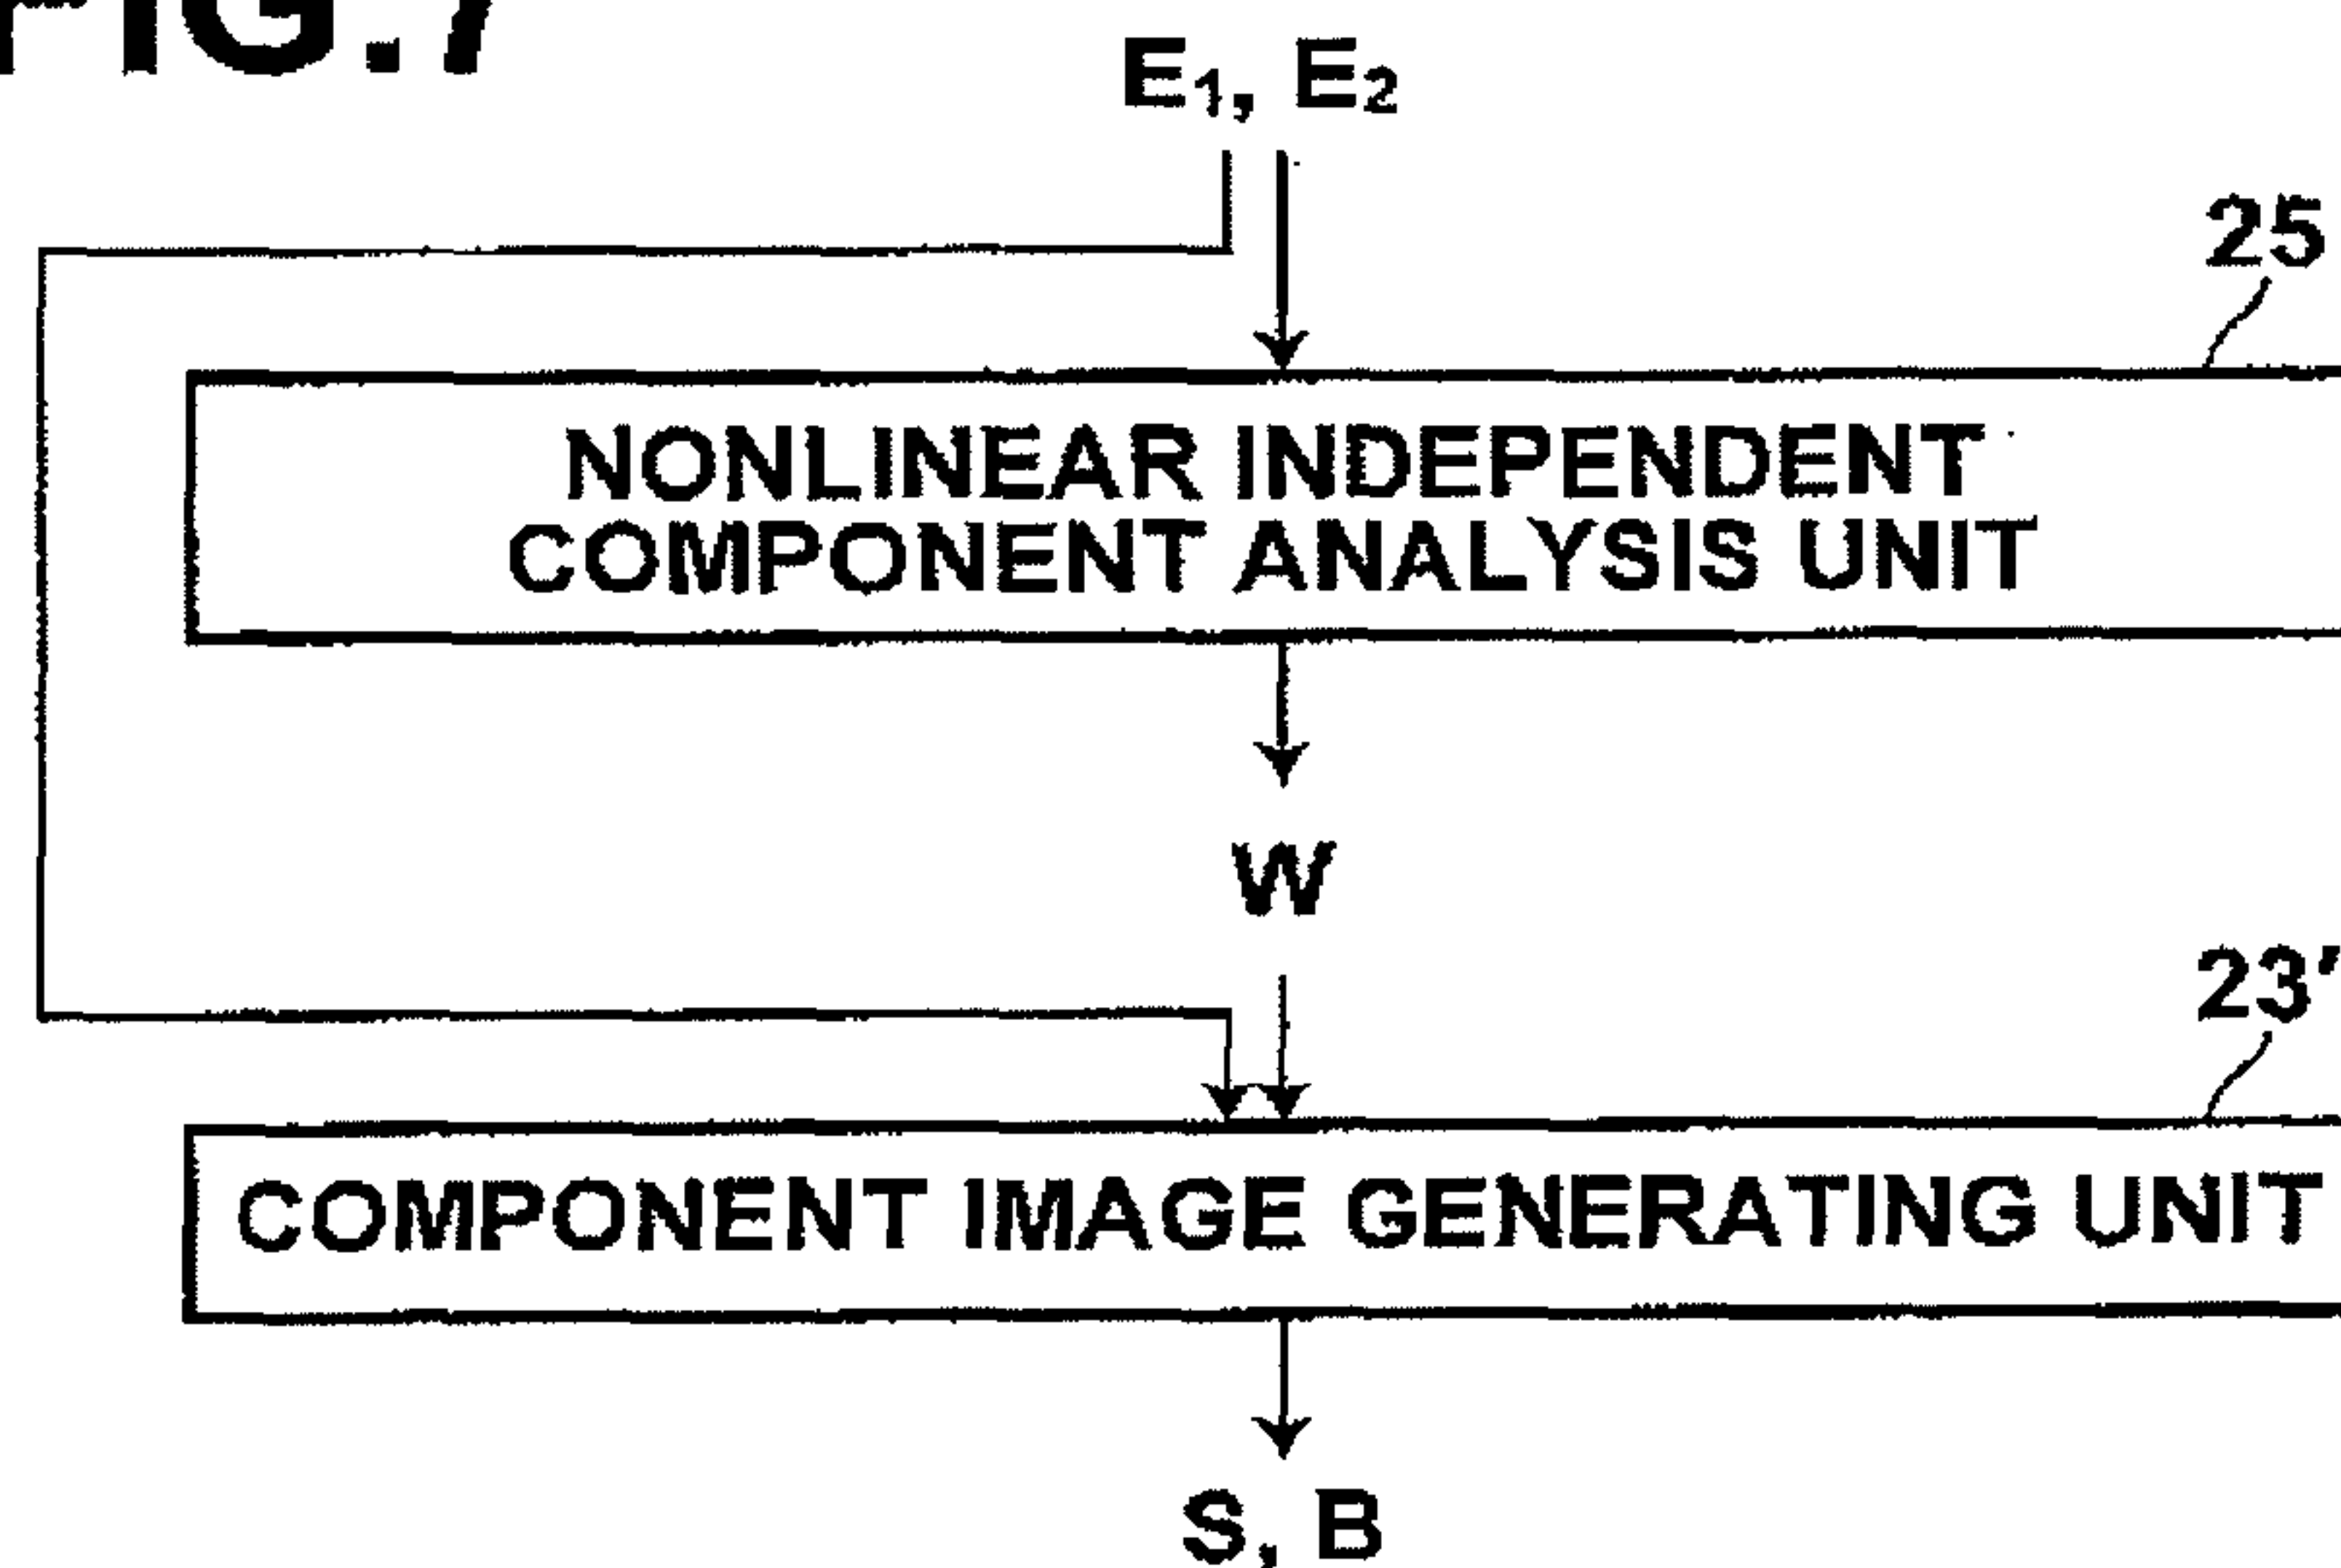 FIG.7
E₁, E₂
25
NONLINEAR INDEPENDENT
COMPONENT ANALYSIS UNIT
W
23'
COMPONENT IMAGE GENERATING UNIT
S, B